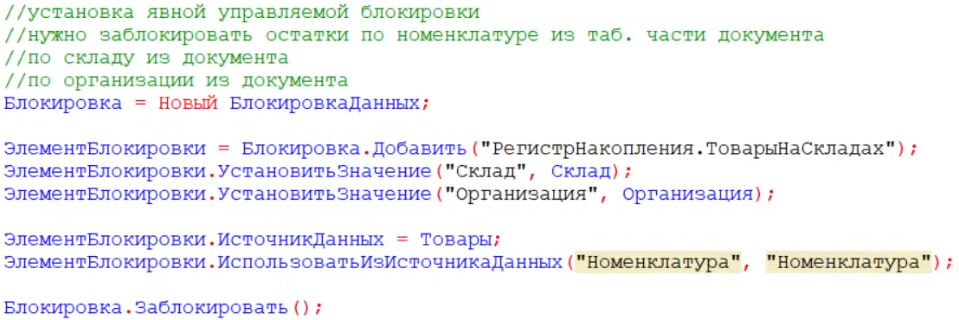 //установка явной управляемой блокировки
//нужно заблокировать остатки по номенклатуре из таб. части документа
//по складу из документа
//по организации из документа
Блокировка = Новый БлокировкаДанных;
ЭлементБлокировки = Блокировка.Добавить("РегистрНакопления.ТоварыНаСкладах");
ЭлементБлокировки.УстановитьЗначение("Склад", Склад);
ЭлементБлокировки.УстановитьЗначение("Организация", Организация);
ЭлементБлокировки.ИсточникДанных = Товары;
ЭлементБлокировки.ИспользоватьИзИсточникаДанных("Номенклатура", "Номенклатура");
Блокировка.Заблокировать();